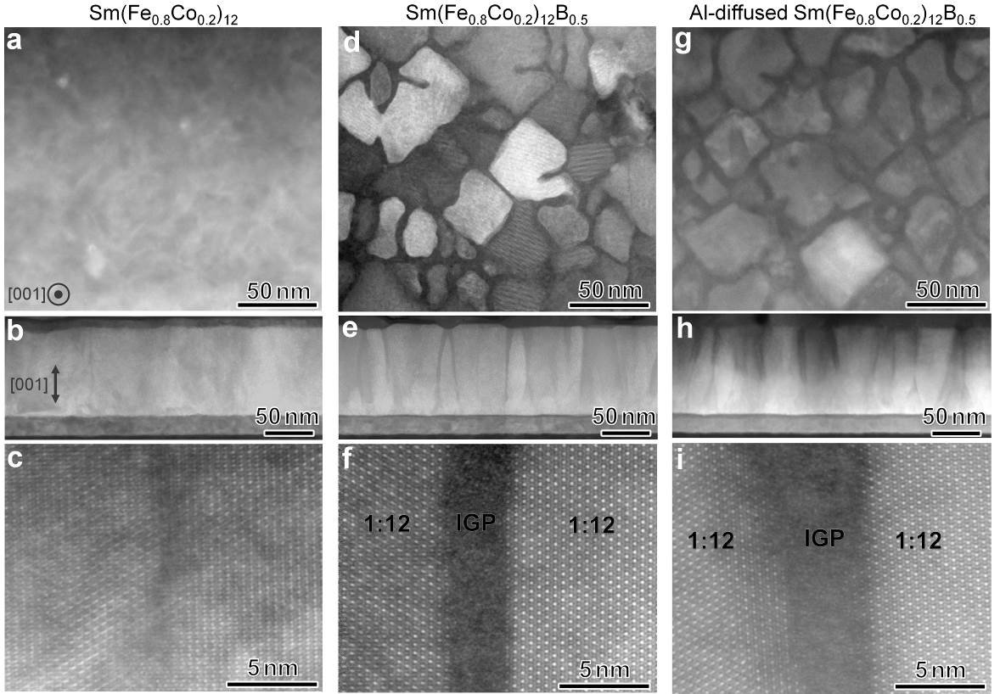 Sm(Fe0.8Co0.2)12
Sm(Fe0.8Co0.2)12B0.5
Al-diffused Sm(Fe0.8Co0.2)12B0.5
a
[001]
50 nm
d
50 nm
g
50 nm
b
[001]
50 nm
e
50 nm
h
50 nm
c
5 nm
f
1:12
IGP
1:12
5 nm
i
1:12
IGP
1:12
5 nm